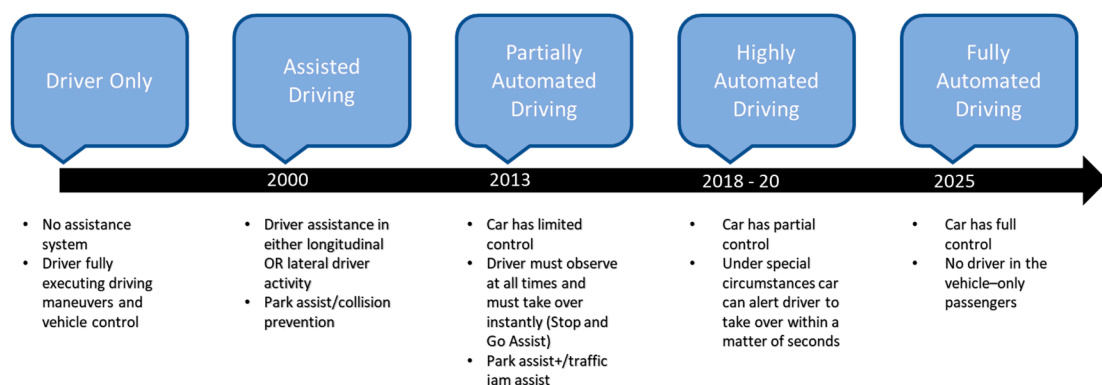 Driver Only
Assisted
Driving
Partially
Automated
Driving
Highly
Automated
Driving
Fully
Automated
Driving
2000
2013
2018 - 20
2025
• No assistance
system
• Driver fully
executing driving
maneuvers and
vehicle control
• Driver assistance in
either longitudinal
OR lateral driver
activity
• Park assist/collision
prevention
• Car has limited
control
• Driver must observe
at all times and
must take over
instantly (Stop and
Go Assist)
• Park assist+/traffic
jam assist
• Car has partial
control
• Under special
circumstances car
can alert driver to
take over within a
matter of seconds
• Car has full
control
• No driver in the
vehicle–only
passengers